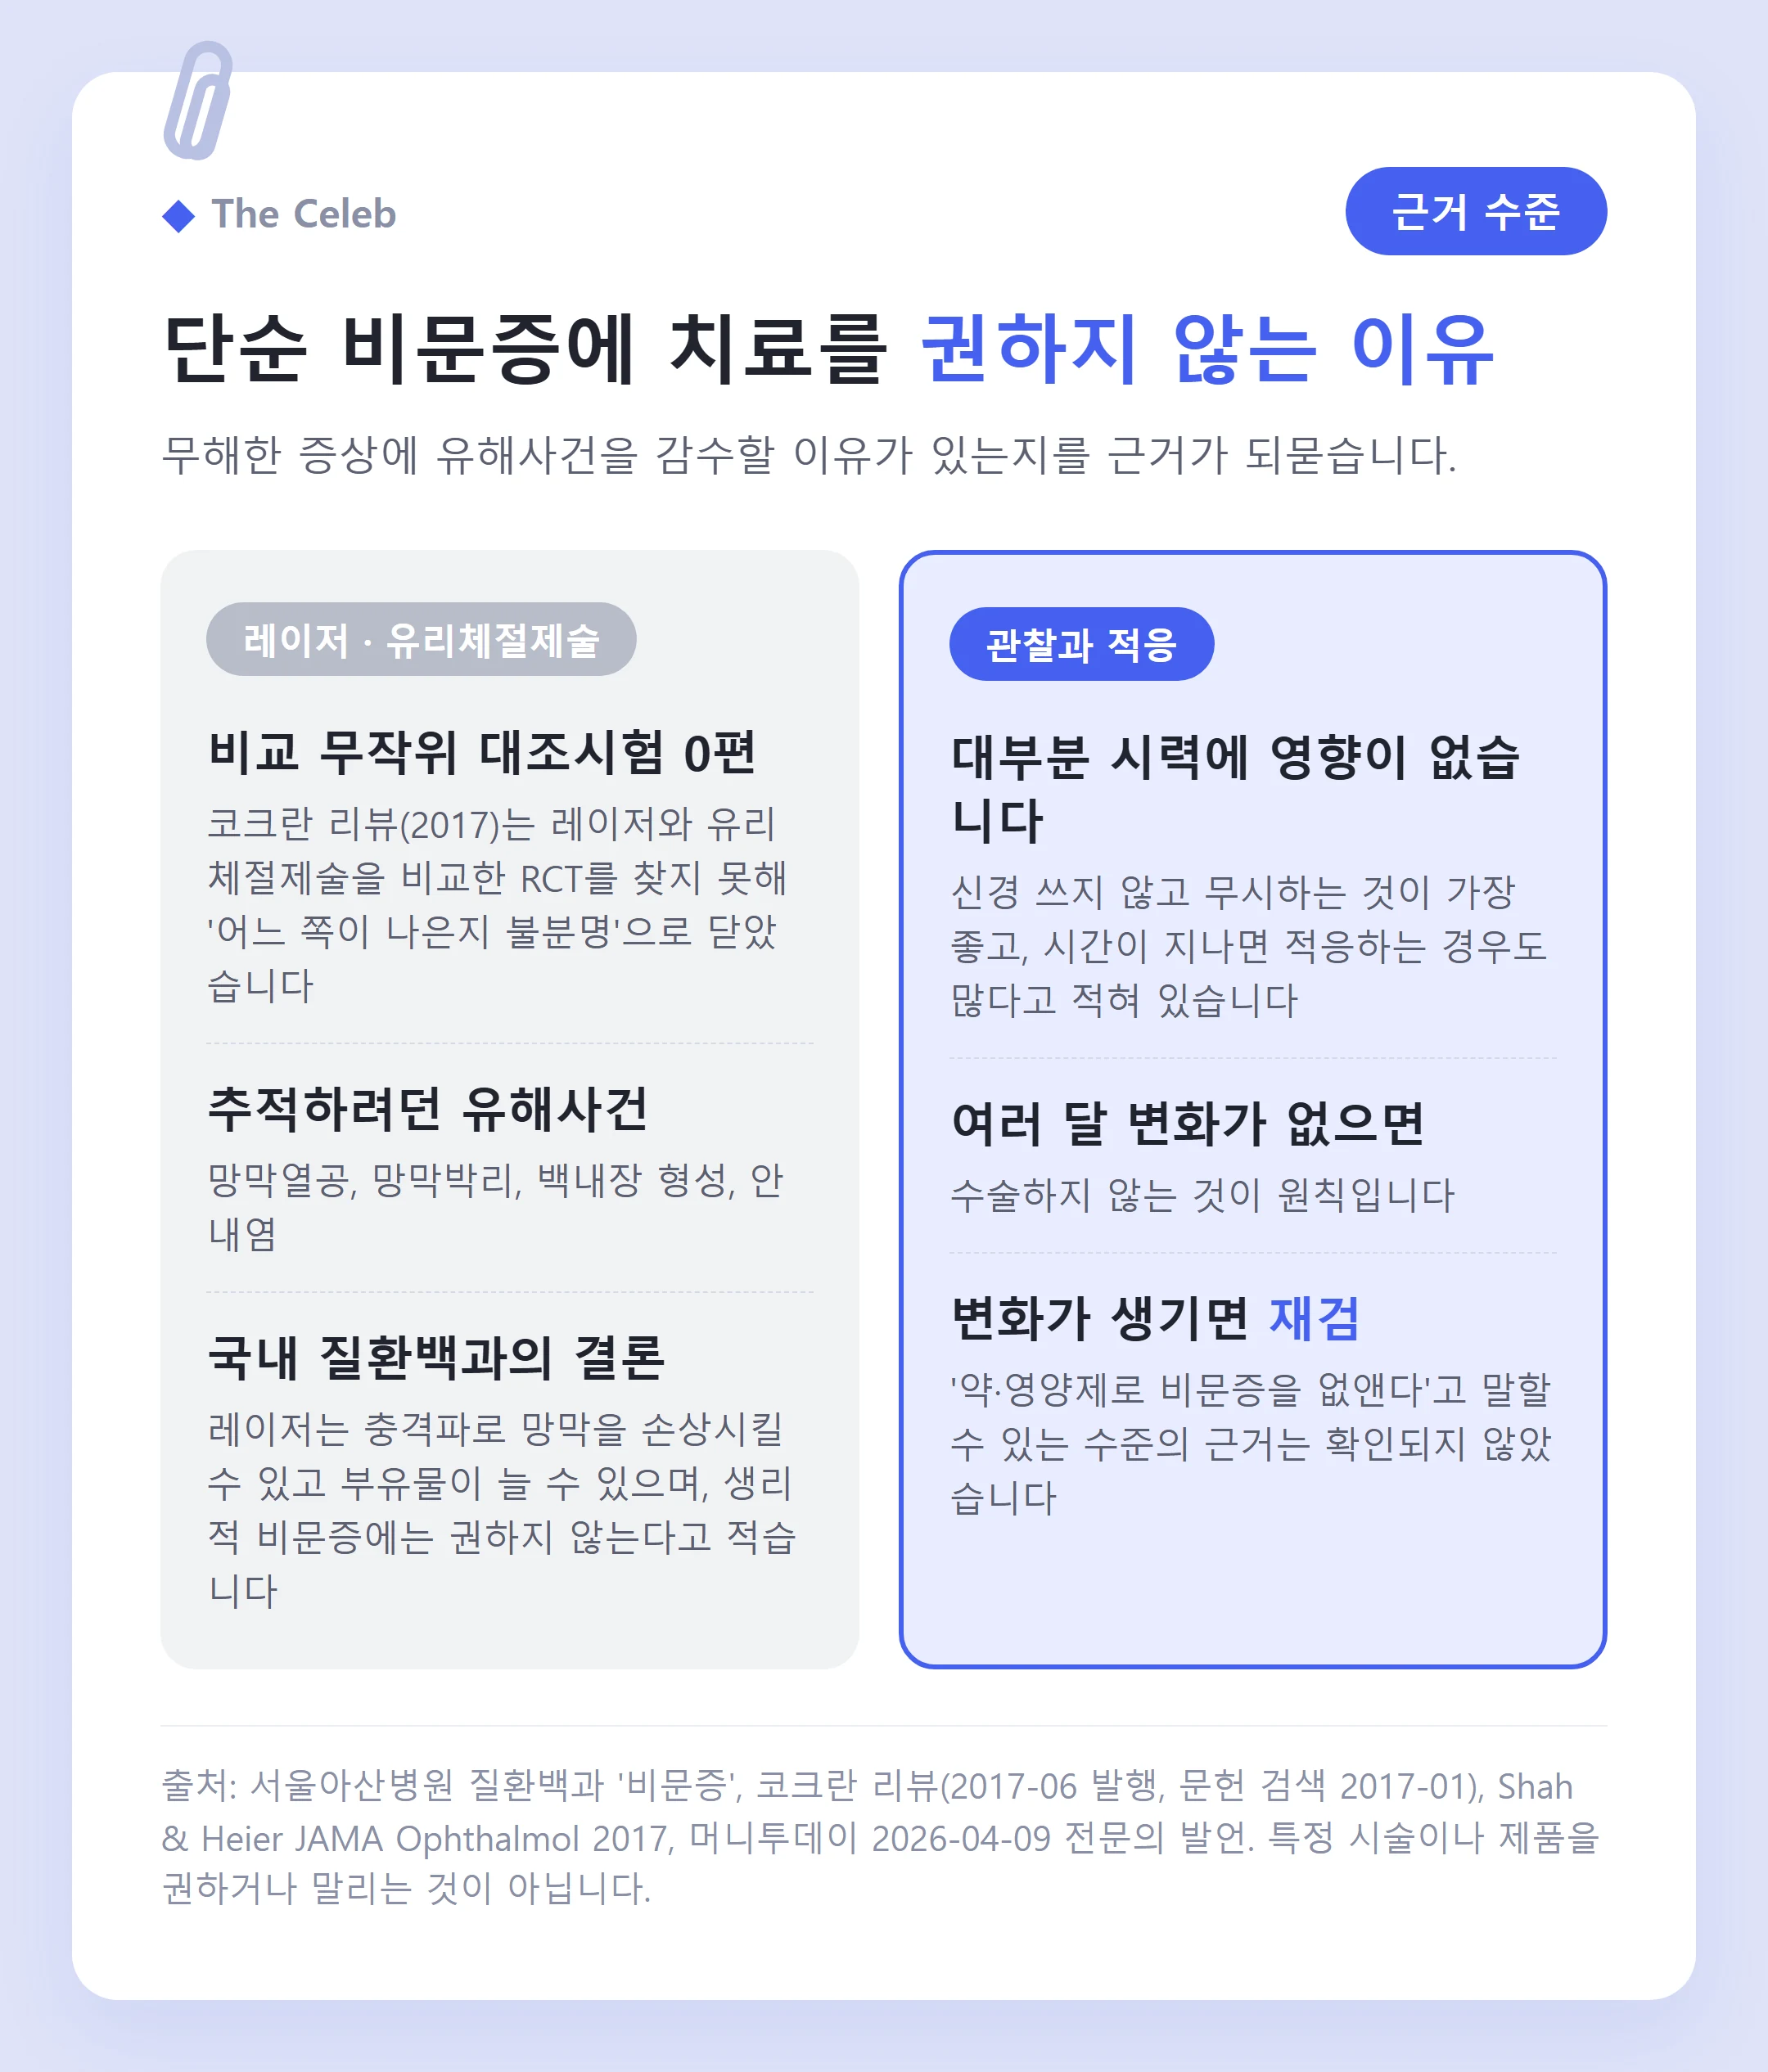 The Celeb
근거 수준
단순 비문증에 치료를 권하지 않는 이유
무해한 증상에 유해사건을 감수할 이유가 있는지를 근거가 되묻습니다.
레이저 · 유리체절제술
비교 무작위 대조시험 0편
코크란 리뷰(2017)는 레이저와 유리
체절제술을 비교한 RCT를 찾지 못해
'어느 쪽이 나은지 불분명'으로 닫았
습니다
추적하려던 유해사건
망막열공, 망막박리, 백내장 형성, 안
내염
국내 질환백과의 결론
레이저는 충격파로 망막을 손상시킬
수 있고 부유물이 늘 수 있으며, 생리
적 비문증에는 권하지 않는다고 적습
니다
관찰과 적응
대부분 시력에 영향이 없습
니다
신경 쓰지 않고 무시하는 것이 가장
좋고, 시간이 지나면 적응하는 경우도
많다고 적혀 있습니다
여러 달 변화가 없으면
수술하지 않는 것이 원칙입니다
변화가 생기면 재검
'약·영양제로 비문증을 없앤다'고 말할
수 있는 수준의 근거는 확인되지 않았
습니다
출처: 서울아산병원 질환백과 '비문증', 코크란 리뷰(2017-06 발행, 문헌 검색 2017-01), Shah
& Heier JAMA Ophthalmol 2017, 머니투데이 2026-04-09 전문의 발언. 특정 시술이나 제품을
권하거나 말리는 것이 아닙니다.